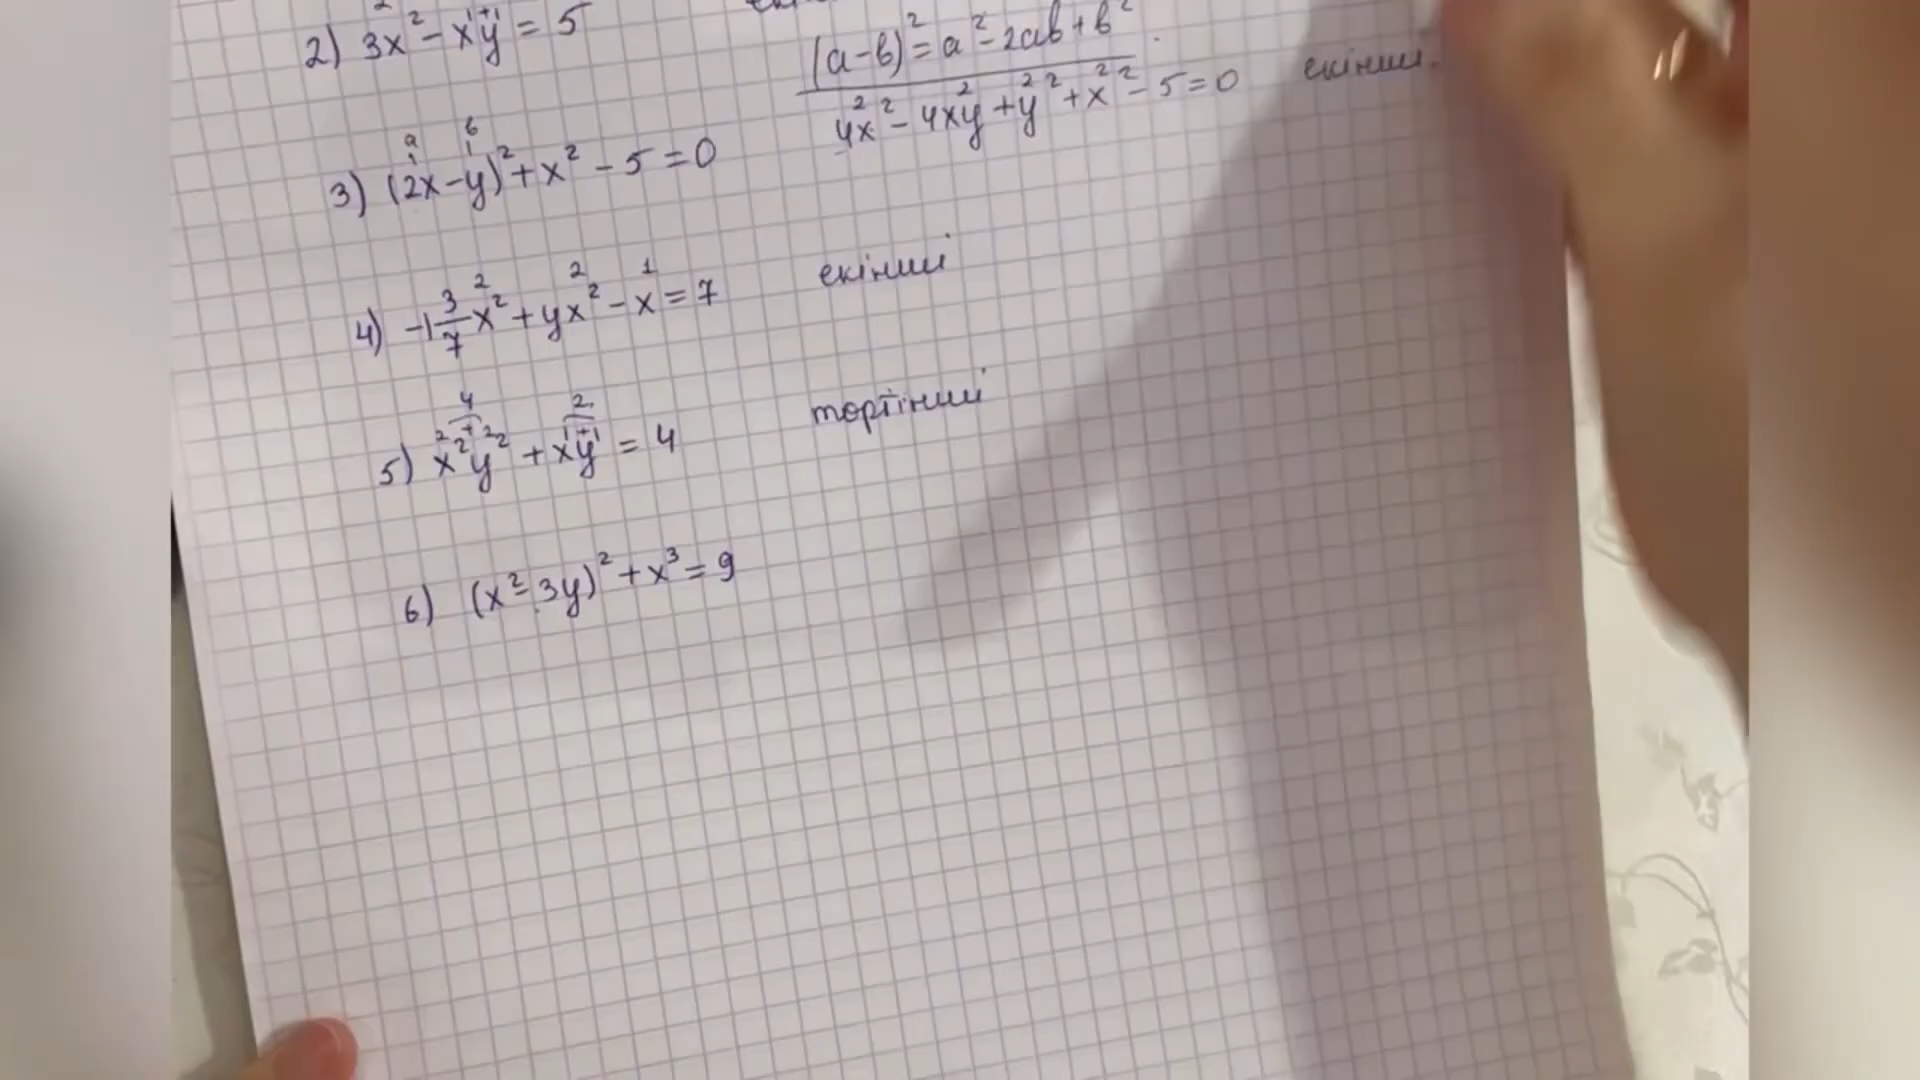 2) 3x² - xy = 5
(a-b)² = a² - 2ab + b²
3) (2x-y)² + x² - 5 = 0
4x² - 4xy + y² + x² - 5 = 0 екінші.
4) -1 3/7 x² + yx² - x = 7 екінші
5) x²y² + xy = 4 төртінші
6) (x² - 3y)² + x³ = 9